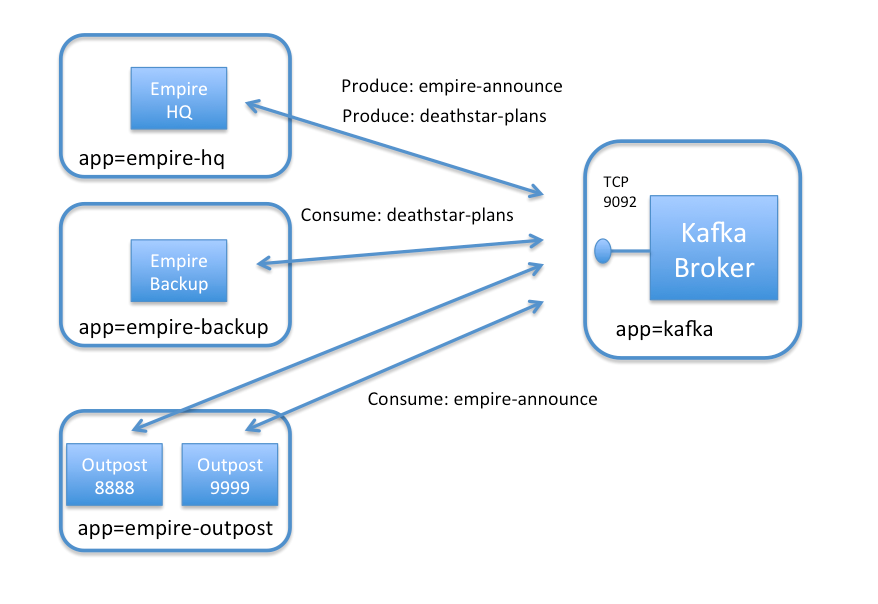 Empire
HQ
app=empire-hq
Produce: empire-announce
Produce: deathstar-plans
Consume: deathstar-plans
Empire
Backup
app=empire-backup
TCP
9092
Kafka
Broker
app=kafka
Consume: empire-announce
Outpost
8888
Outpost
9999
app=empire-outpost